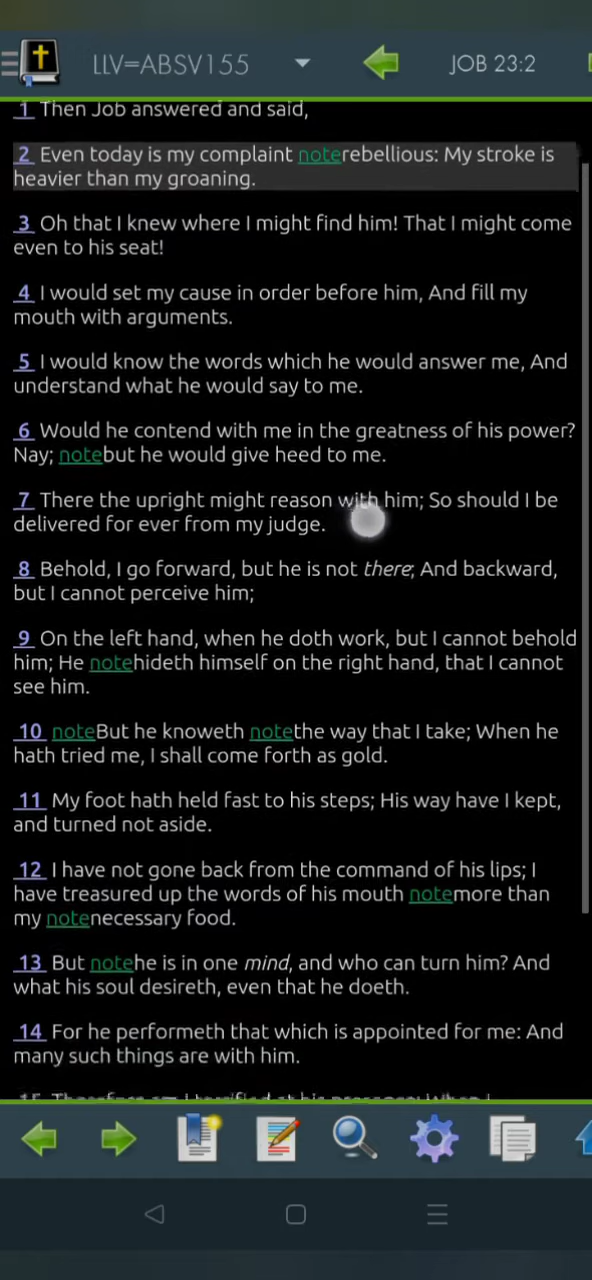 LLV=ABSV155
JOB 23:2
1 Then Job answered and said,
2 Even today is my complaint noterebellious: My stroke is
heavier than my groaning.
3 Oh that I knew where I might find him! That I might come
even to his seat!
4 I would set my cause in order before him, And fill my
mouth with arguments.
5 I would know the words which he would answer me, And
understand what he would say to me.
6 Would he contend with me in the greatness of his power?
Nay; notebut he would give heed to me.
7 There the upright might reason with him; So should I be
delivered for ever from my judge.
8 Behold, I go forward, but he is not there; And backward,
but I cannot perceive him;
9 On the left hand, when he doth work, but I cannot behold
him; He notehideth himself on the right hand, that I cannot
see him.
10 noteBut he knoweth notethe way that I take; When he
hath tried me, I shall come forth as gold.
11 My foot hath held fast to his steps; His way have I kept,
and turned not aside.
12 I have not gone back from the command of his lips; I
have treasured up the words of his mouth notemore than
my notenecessary food.
13 But notehe is in one mind, and who can turn him? And
what his soul desireth, even that he doeth.
14 For he performeth that which is appointed for me: And
many such things are with him.